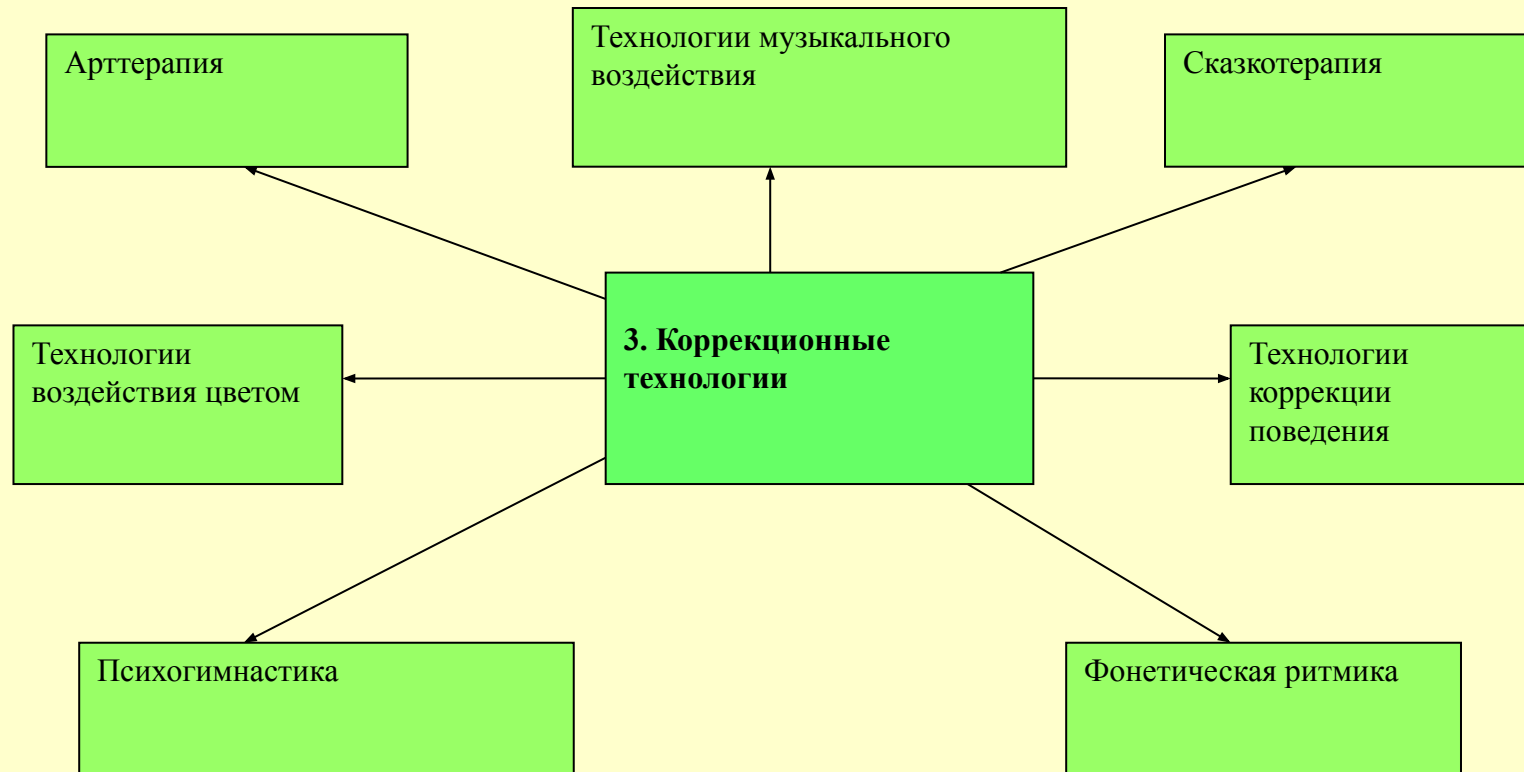 Арттерапия
Технологии музыкального
воздействия
Сказкотерапия
Технологии
воздействия цветом
3. Коррекционные
технологии
Технологии
коррекции
поведения
Психогимнастика
Фонетическая ритмика